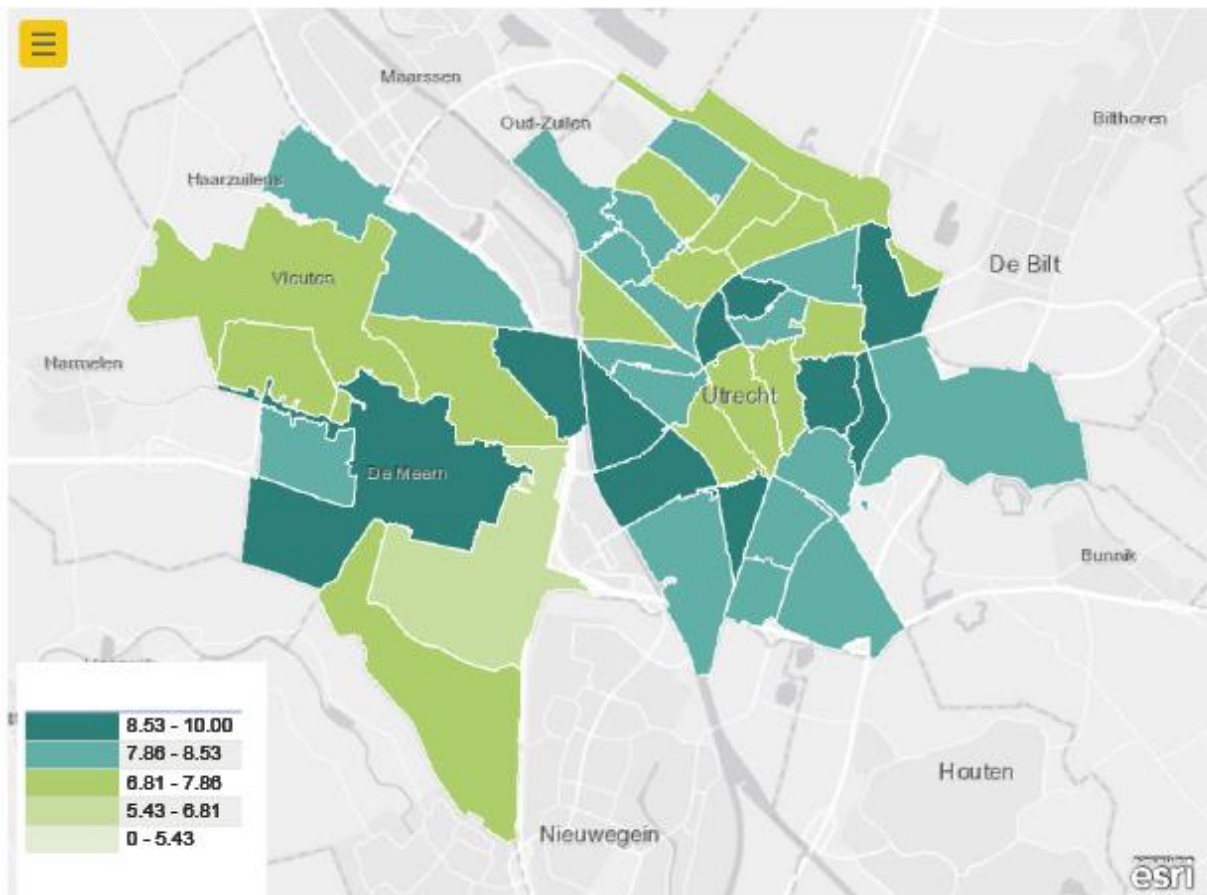 Maarssen
Oud-Zuilen
Bilthoven
Haarzuilens
De Bilt
Vleuten
Harmelen
Utrecht
De Meern
Bunnik
8.53 - 10.00
7.86 - 8.53
6.81 - 7.86
5.43 - 6.81
0 - 5.43
Houten
Nieuwegein
esri